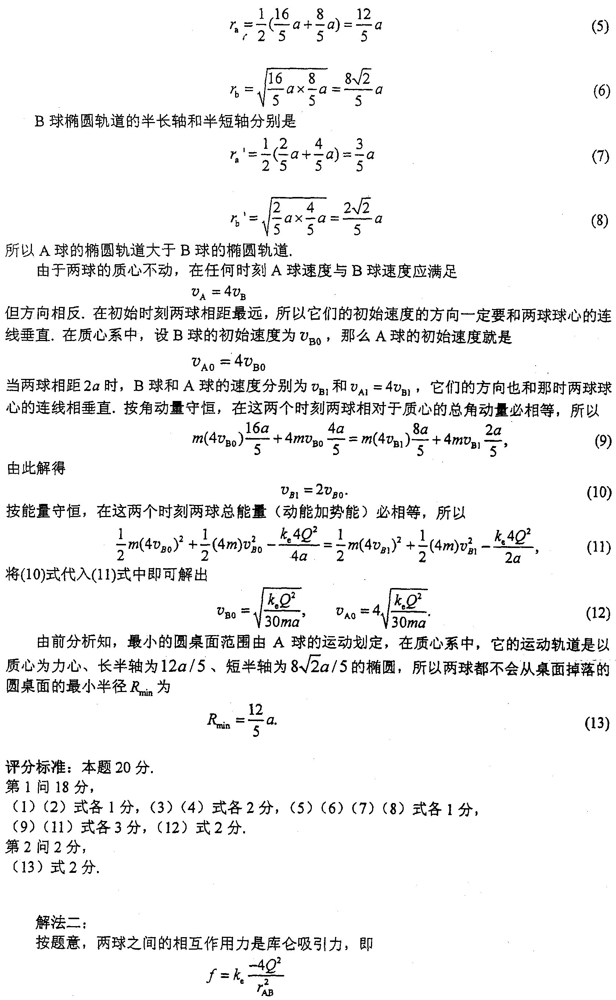 r_a = \frac{1}{2}(\frac{16}{5}a + \frac{8}{5}a) = \frac{12}{5}a (5)
r_b = \sqrt{\frac{16}{5}a × \frac{8}{5}a} = \frac{8\sqrt{2}}{5}a (6)
B 球椭圆轨道的半长轴和半短轴分别是
r_a' = \frac{1}{2}(\frac{2}{5}a + \frac{4}{5}a) = \frac{3}{5}a (7)
r_b' = \sqrt{\frac{2}{5}a × \frac{4}{5}a} = \frac{2\sqrt{2}}{5}a (8)
所以 A 球的椭圆轨道大于 B 球的椭圆轨道.
由于两球的质心不动，在任何时刻 A 球速度与 B 球速度应满足
v_A = 4v_B
但方向相反. 在初始时刻两球相距最远，所以它们的初始速度的方向一定要和两球球心的连
线垂直. 在质心系中，设 B 球的初始速度为 v_{B0}，那么 A 球的初始速度就是
v_{A0} = 4v_{B0}
当两球相距 2a 时，B 球和 A 球的速度分别为 v_{B1} 和 v_{A1} = 4v_{B1}，它们的方向也和那时两球球
心的连线相垂直. 按角动量守恒，在这两个时刻两球相对于质心的总角动量必相等，所以
m(4v_{B0})\frac{16a}{5} + 4mv_{B0}\frac{4a}{5} = m(4v_{B1})\frac{8a}{5} + 4mv_{B1}\frac{2a}{5}, (9)
由此解得
v_{B1} = 2v_{B0}. (10)
按能量守恒，在这两个时刻两球总能量（动能加势能）必相等，所以
\frac{1}{2}m(4v_{B0})^2 + \frac{1}{2}(4m)v_{B0}^2 - \frac{k_e4Q^2}{4a} = \frac{1}{2}m(4v_{B1})^2 + \frac{1}{2}(4m)v_{B1}^2 - \frac{k_e4Q^2}{2a}, (11)
将(10)式代入(11)式中即可解出
v_{B0} = \sqrt{\frac{k_eQ^2}{30ma}}, v_{A0} = 4\sqrt{\frac{k_eQ^2}{30ma}}. (12)
由前分析知，最小的圆桌面范围由 A 球的运动划定，在质心系中，它的运动轨道是以
质心为力心、长半轴为 12a/5、短半轴为 8\sqrt{2}a/5 的椭圆，所以两球都不会从桌面掉落的
圆桌面的最小半径 R_{min} 为
R_{min} = \frac{12}{5}a. (13)
评分标准：本题 20 分.
第 1 问 18 分，
（1）（2）式各 1 分，（3）（4）式各 2 分，（5）（6）（7）（8）式各 1 分，
（9）（11）式各 3 分，（12）式 2 分.
第 2 问 2 分，
（13）式 2 分.
解法二：
按题意，两球之间的相互作用力是库仑吸引力，即
f = k_e\frac{-4Q^2}{r_{AB}^2}